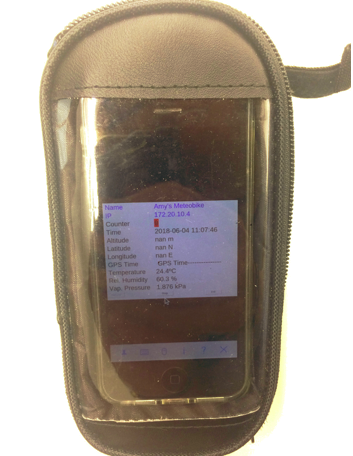 Name Amy's Meteobike
IP 172.20.10.4
Counter
Time 2018-06-04 11:07:46
Altitude nan m
Latitude nan N
Longitude nan E
GPS Time GPS Time
Temperature 24.4°C
Rel. Humidity 60.3 %
Vap. Pressure 1.876 kPa